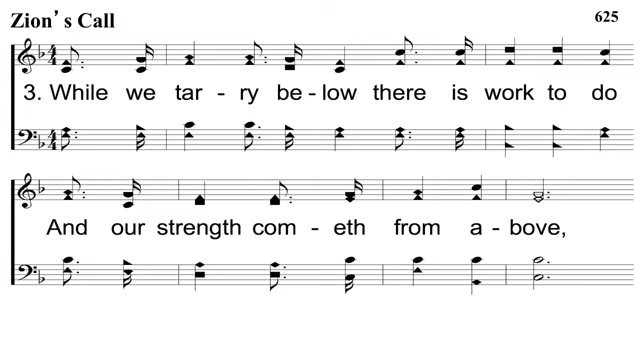 Zion's Call 625
3. While we tar - ry be - low there is work to do
And our strength com - eth from a - bove,